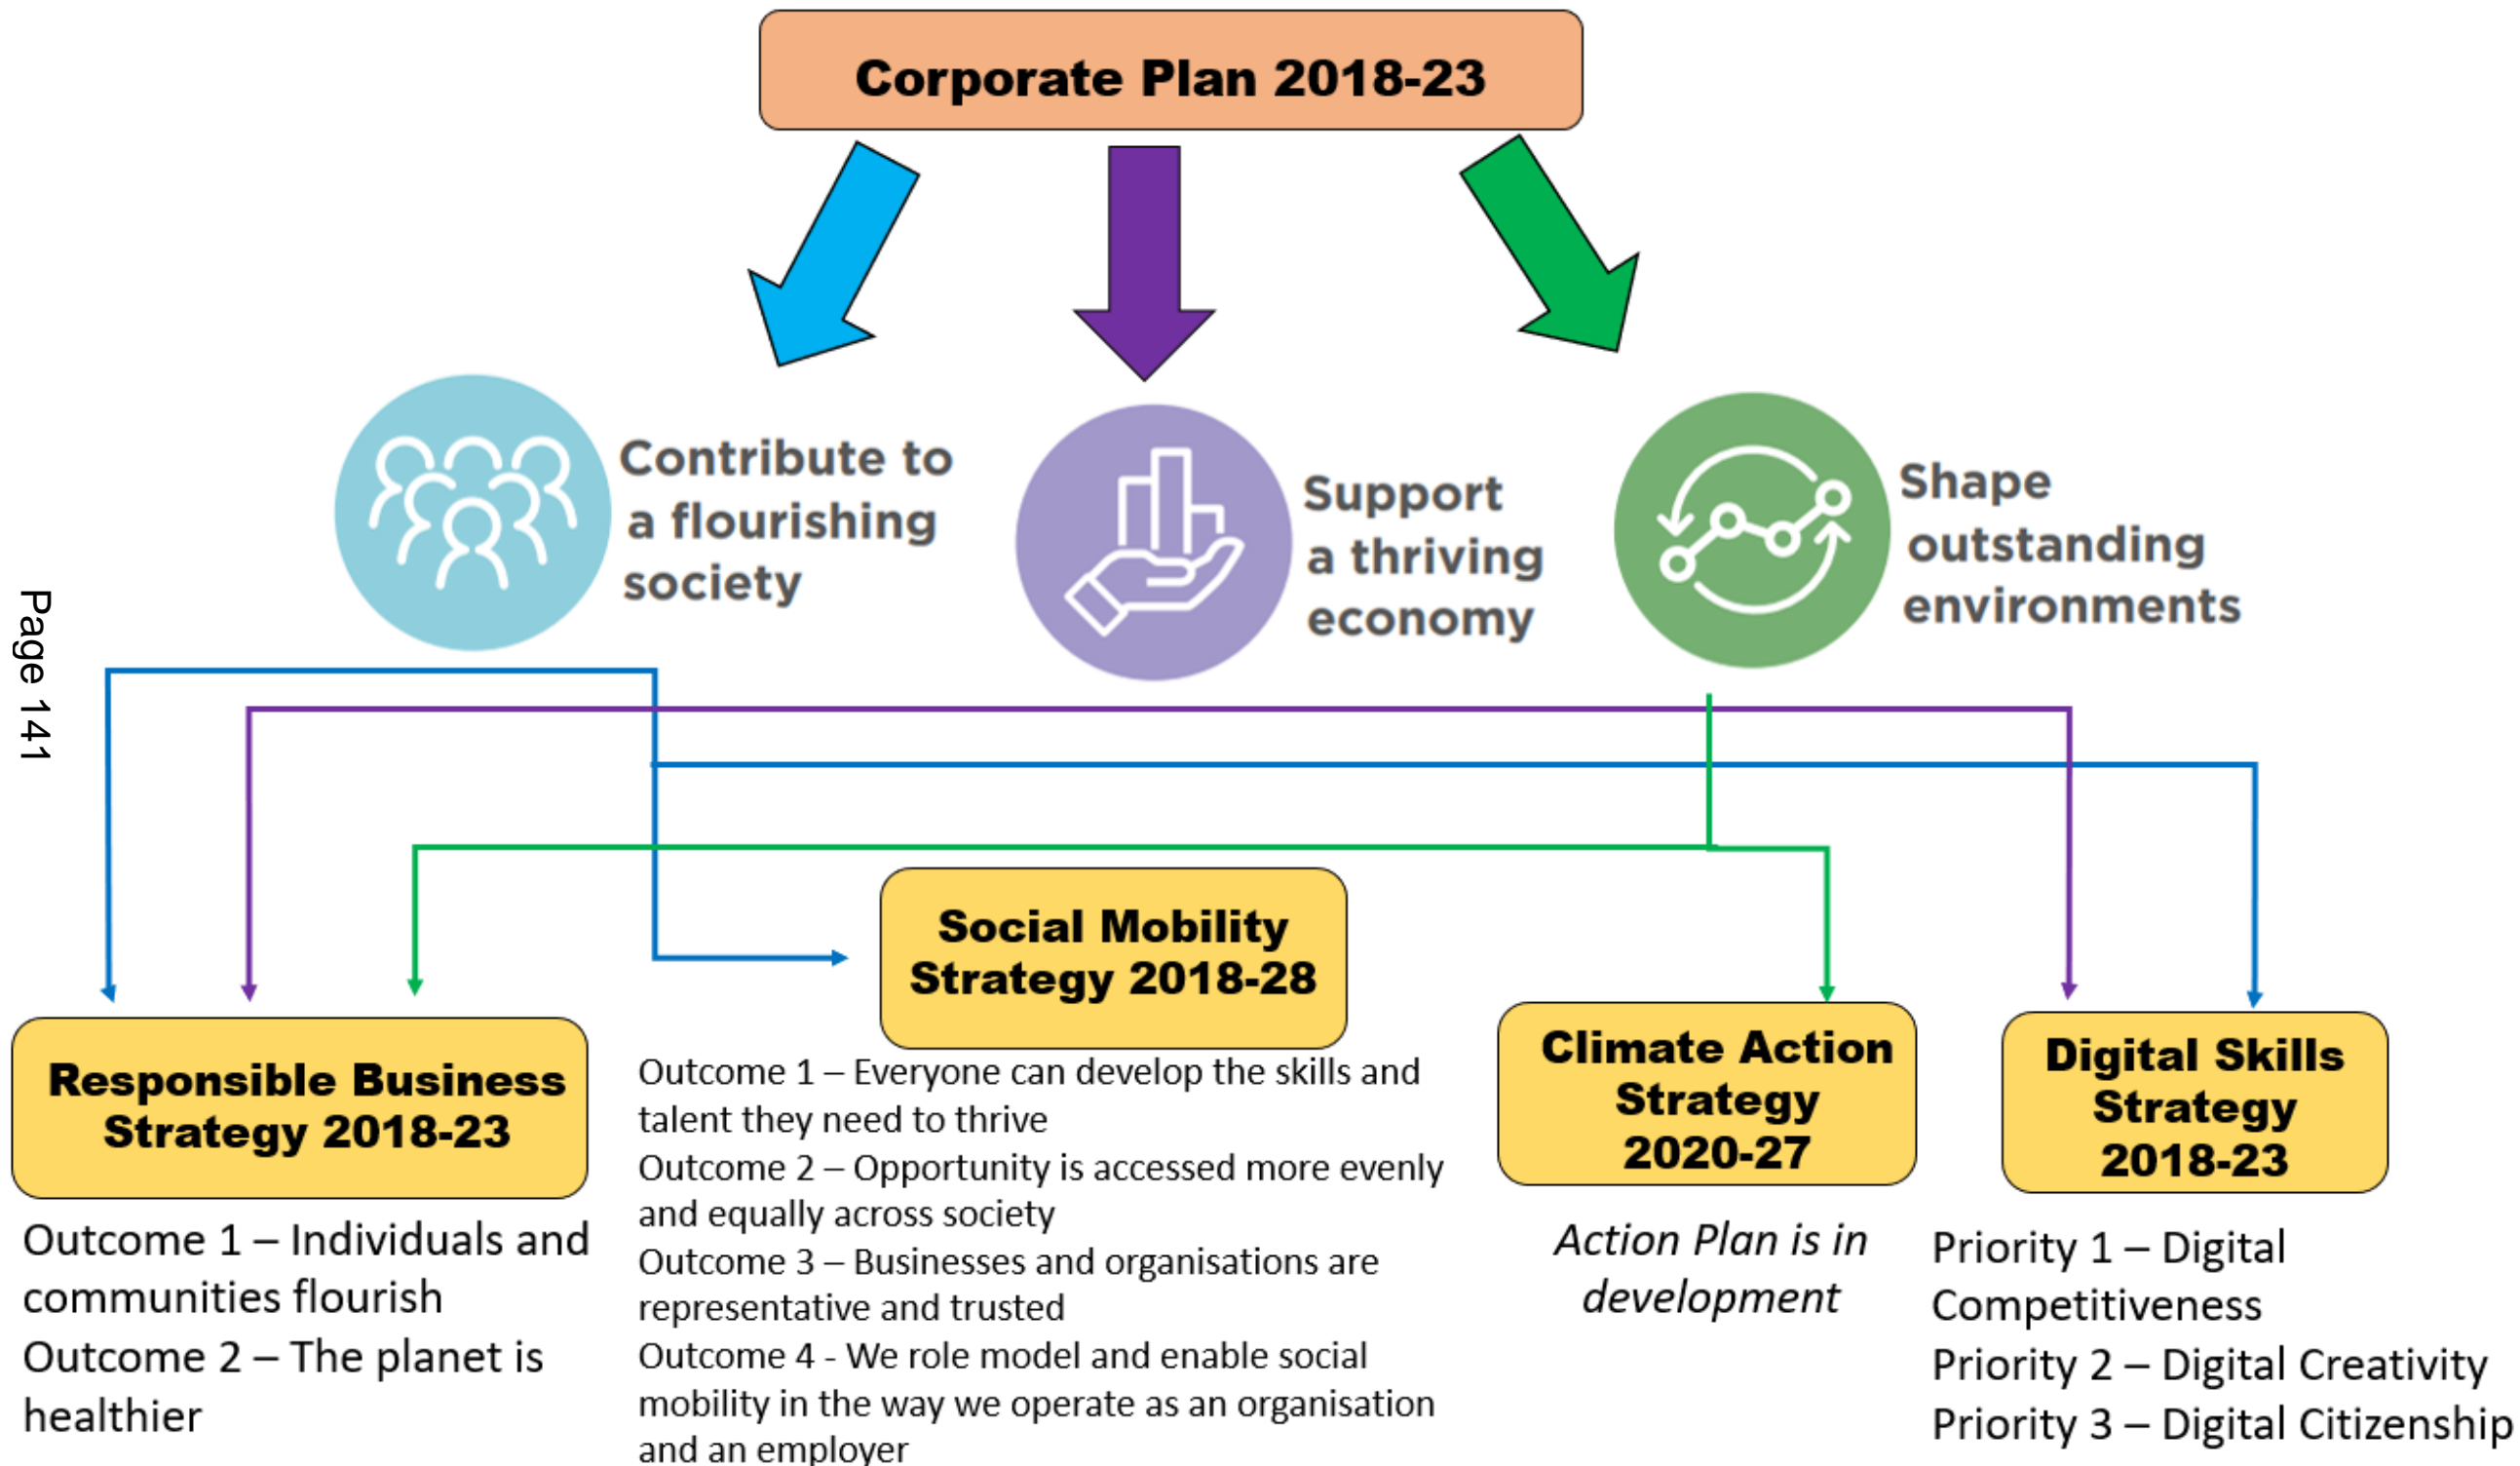 Corporate Plan 2018-23
Contribute to
a flourishing
society
Support
a thriving
economy
Shape
outstanding
environments
Page 141
Responsible Business
Strategy 2018-23
Outcome 1 – Individuals and
communities flourish
Outcome 2 – The planet is
healthier
Social Mobility
Strategy 2018-28
Outcome 1 – Everyone can develop the skills and
talent they need to thrive
Outcome 2 – Opportunity is accessed more evenly
and equally across society
Outcome 3 – Businesses and organisations are
representative and trusted
Outcome 4 - We role model and enable social
mobility in the way we operate as an organisation
and an employer
Climate Action
Strategy
2020-27
Action Plan is in
development
Digital Skills
Strategy
2018-23
Priority 1 – Digital
Competitiveness
Priority 2 – Digital Creativity
Priority 3 – Digital Citizenship